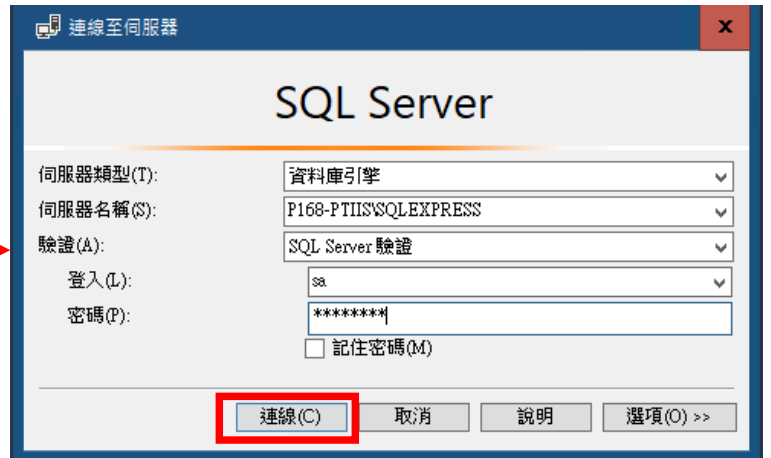 連線至伺服器
x
SQL Server
伺服器類型(T): 資料庫引擎
伺服器名稱(S): P168-PTIIS\SQLEXPRESS
驗證(A): SQL Server 驗證
登入(L): sa
密碼(P): ********
記住密碼(M)
連線(C) 取消 說明 選項(O) >>